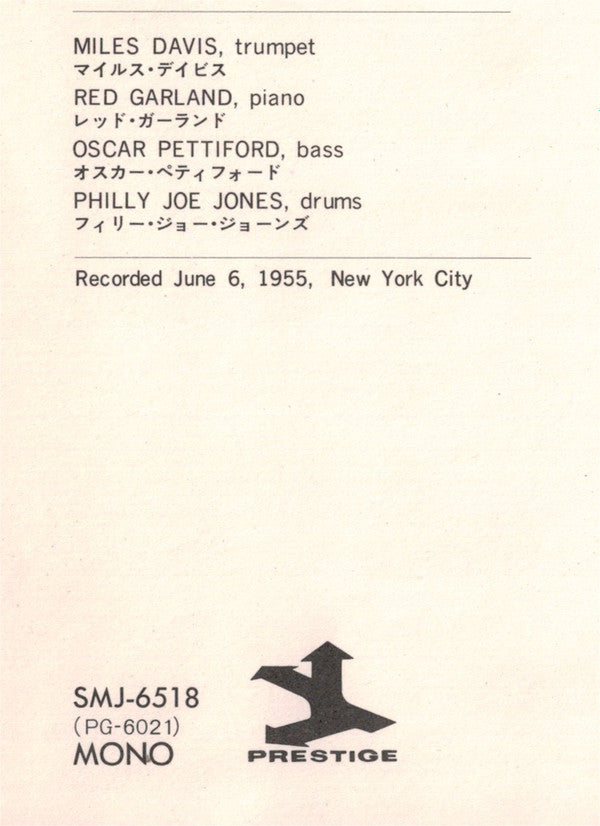 MILES DAVIS, trumpet
マイルス・デイビス
RED GARLAND, piano
レッド・ガーランド
OSCAR PETTIFORD, bass
オスカー・ペティフォード
PHILLY JOE JONES, drums
フィリー・ジョー・ジョーンズ
Recorded June 6, 1955, New York City
SMJ-6518
(PG-6021)
MONO
PRESTIGE